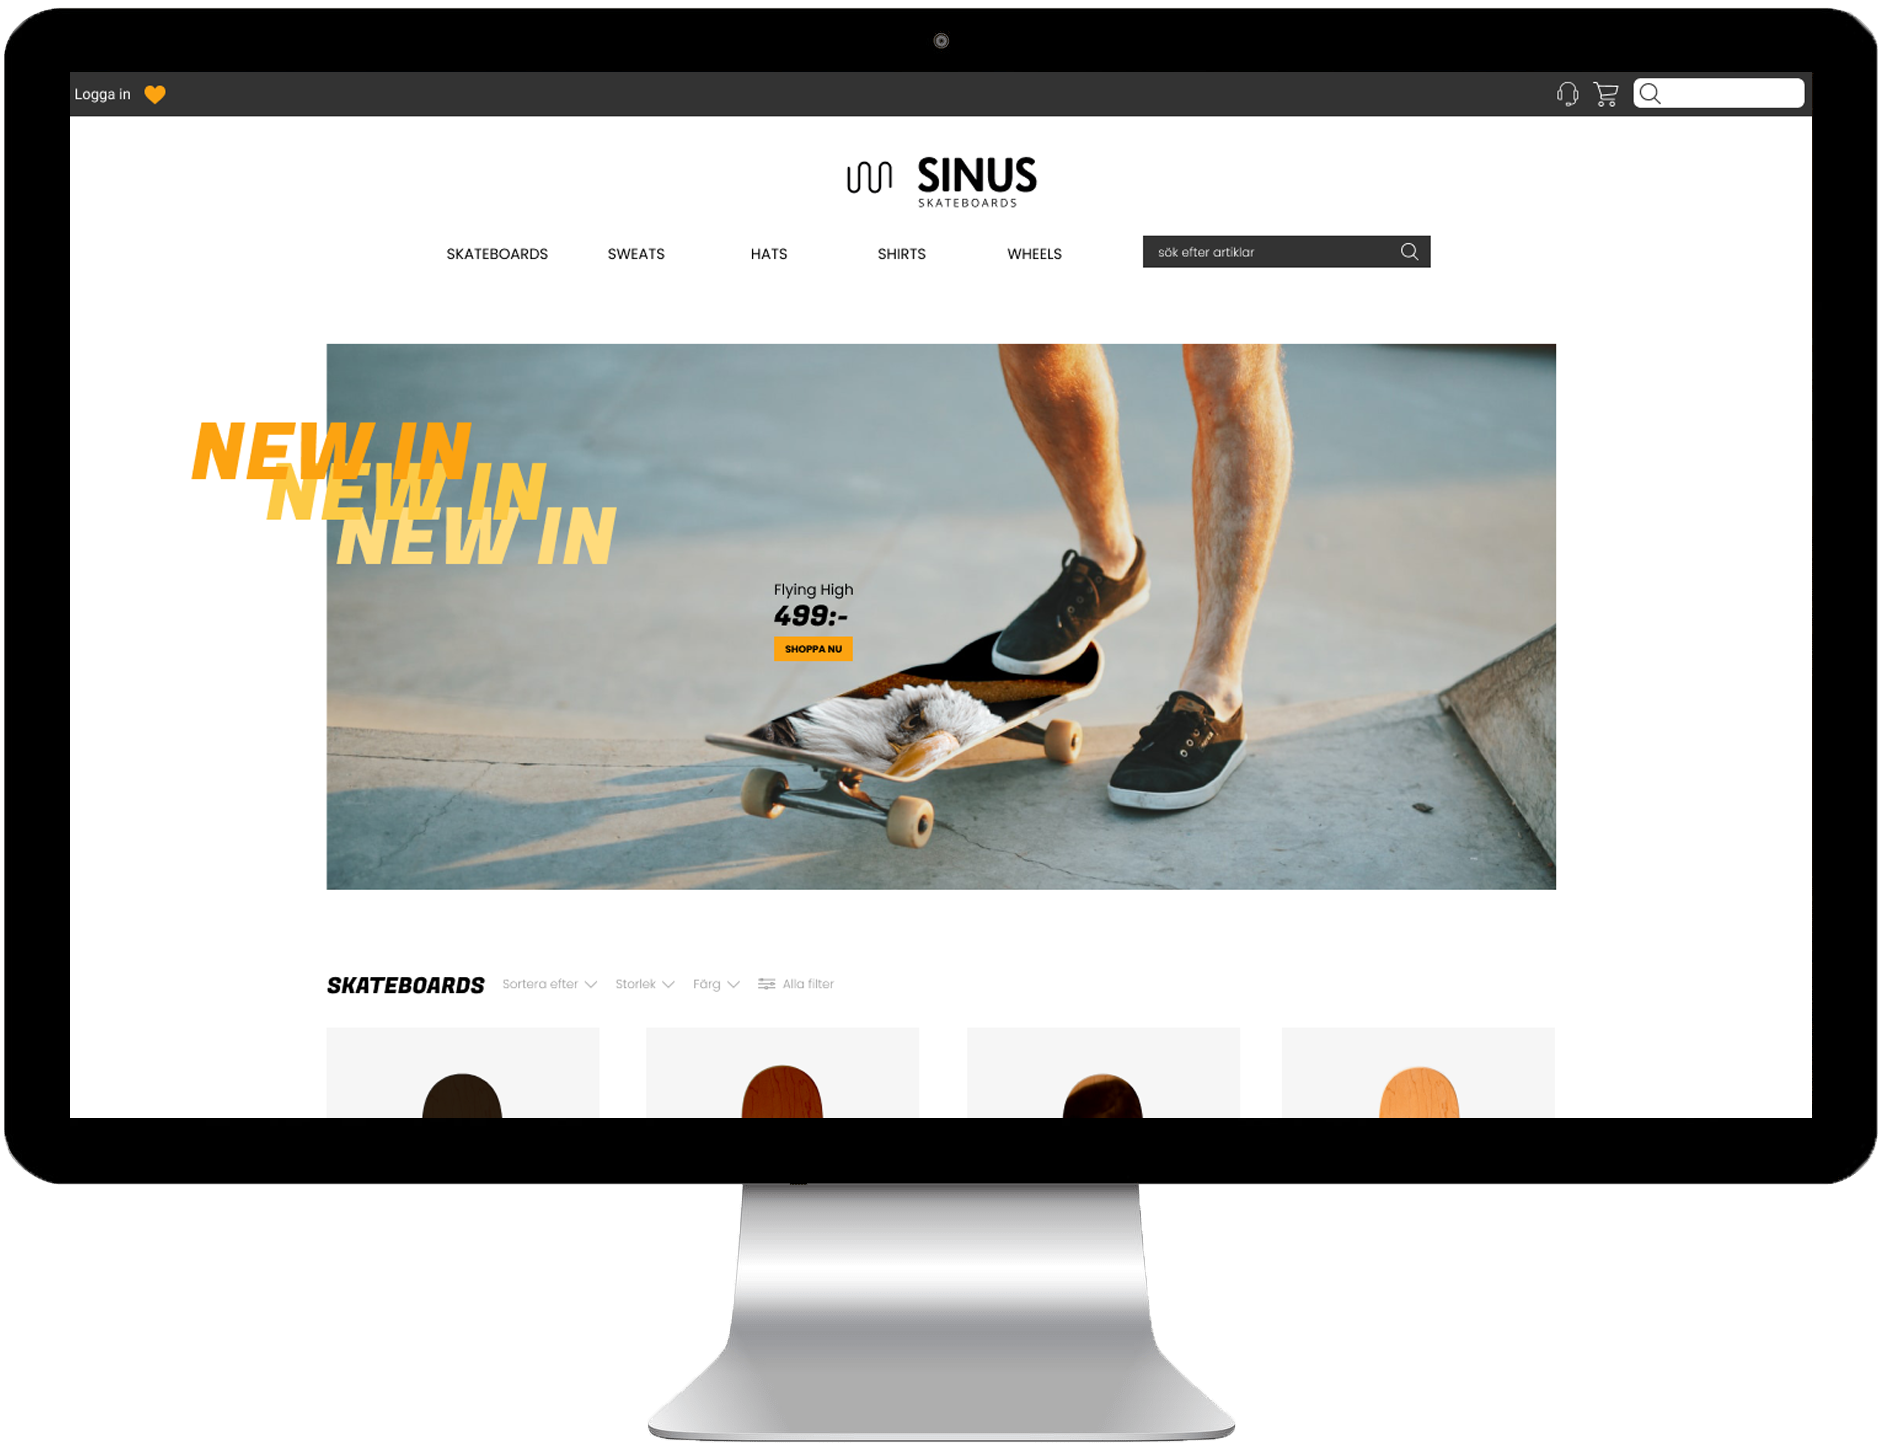 Logga in
SINUS
SKATEBOARDS
SKATEBOARDS SWEATS HATS SHIRTS WHEELS sök efter artiklar
NEW IN
NEW IN
NEW IN
Flying High
499:-
SHOPPA NU
SKATEBOARDS Sortera efter Storlek Färg Alla filter